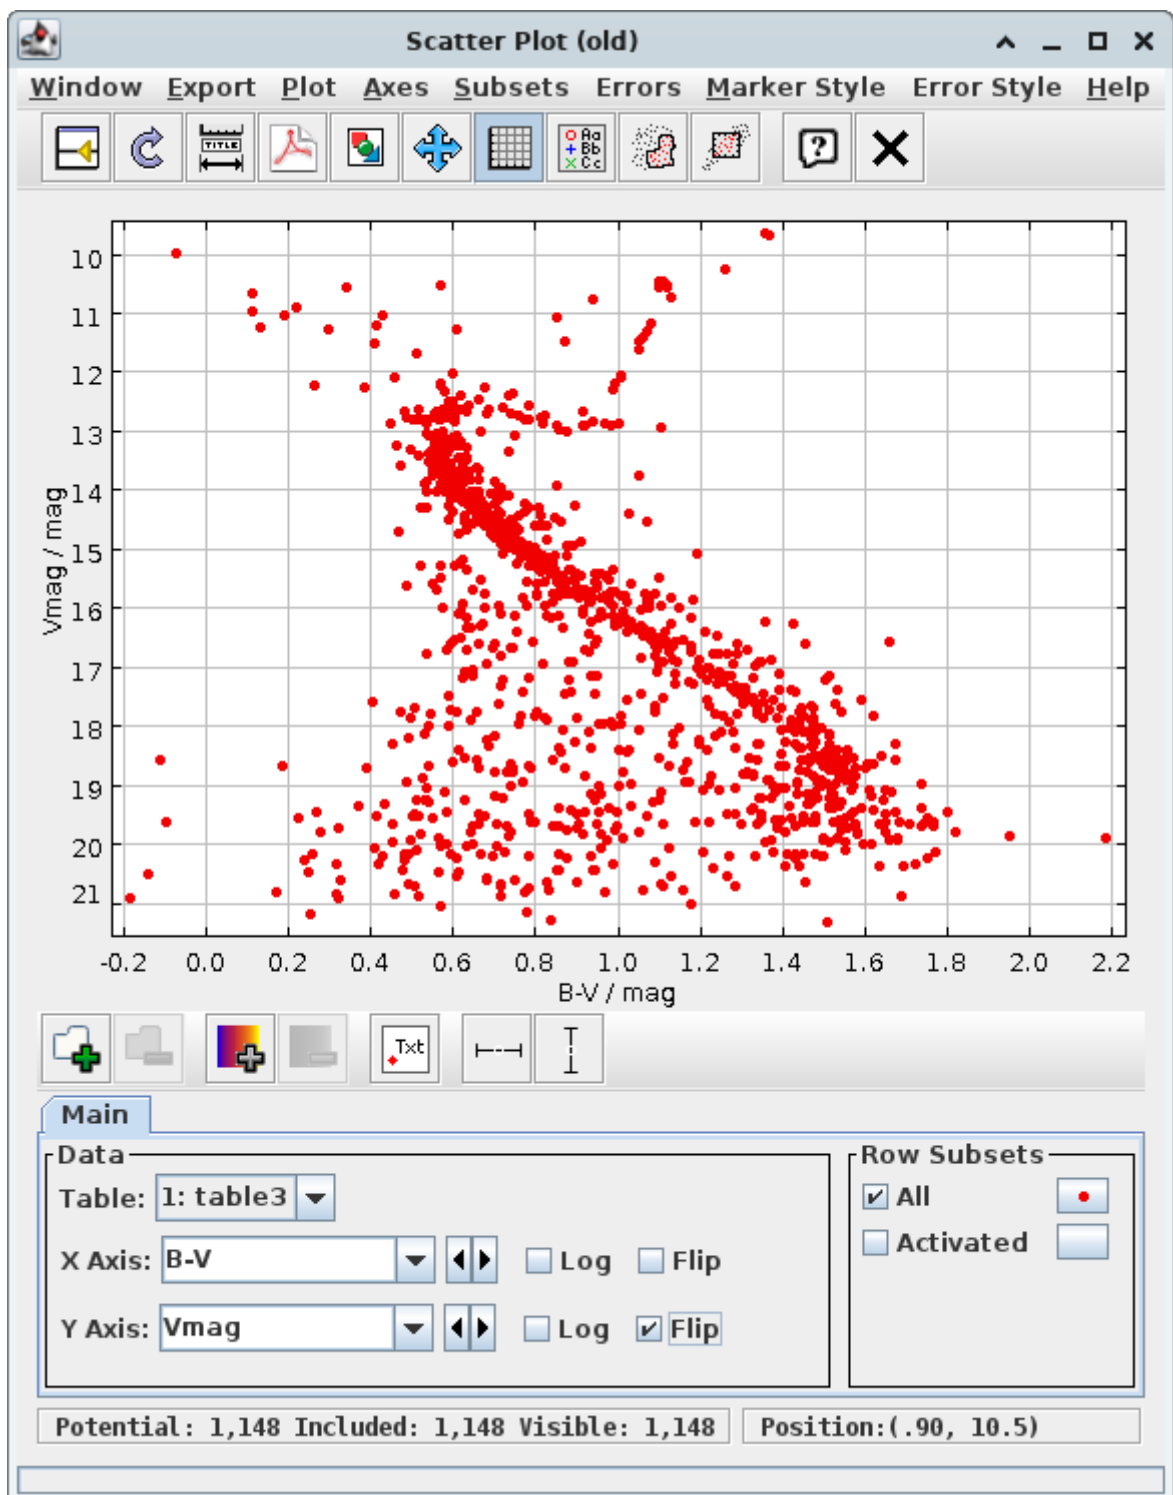 Scatter Plot (old)
Window Export Plot Axes Subsets Errors Marker Style Error Style Help
TITLE
Aa
Bb
Cc
?
10
11
12
13
14
15
16
17
18
19
20
21
Vmag / mag
-0.2 0.0 0.2 0.4 0.6 0.8 1.0 1.2 1.4 1.6 1.8 2.0 2.2
B-V / mag
Txt
Main
Data
Table: 1: table3
X Axis: B-V Log Flip
Y Axis: Vmag Log Flip
Row Subsets
All
Activated
Potential: 1,148 Included: 1,148 Visible: 1,148 Position:(.90, 10.5)